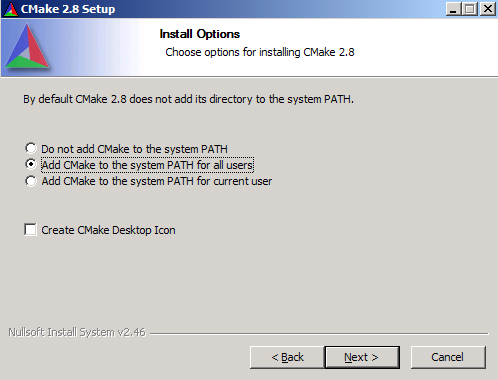 CMake 2.8 Setup
Install Options
Choose options for installing CMake 2.8
By default CMake 2.8 does not add its directory to the system PATH.
Do not add CMake to the system PATH
Add CMake to the system PATH for all users
Add CMake to the system PATH for current user
Create CMake Desktop Icon
Nullsoft Install System v2.46
< Back Next > Cancel